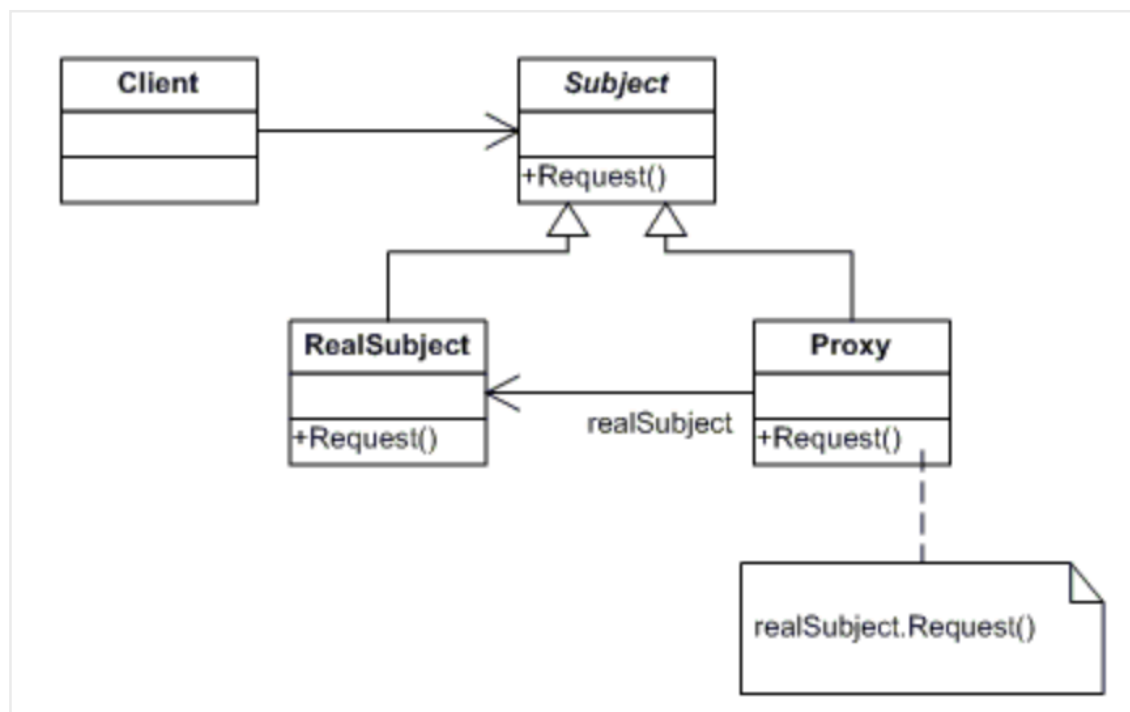 Client
Subject
+Request()
RealSubject
Proxy
realSubject
+Request()
+Request()
realSubject.Request()